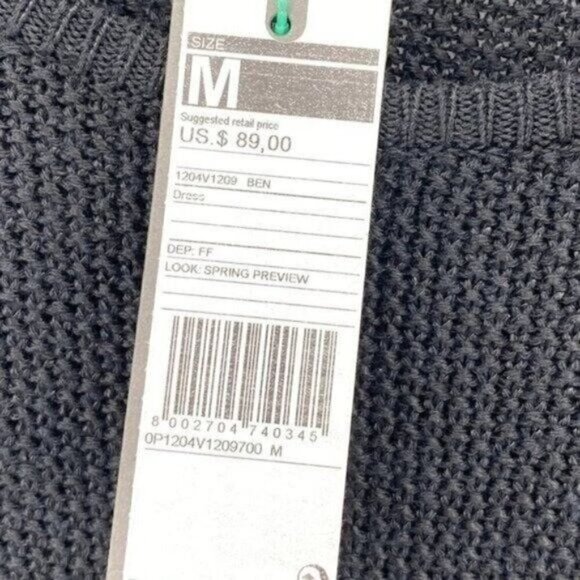 SIZE
M
Suggested retail price
US.$ 89,00
1204V1209 BEN
Dress
DEP: FF
LOOK: SPRING PREVIEW
8 002704 740345
0P1204V1209700 M